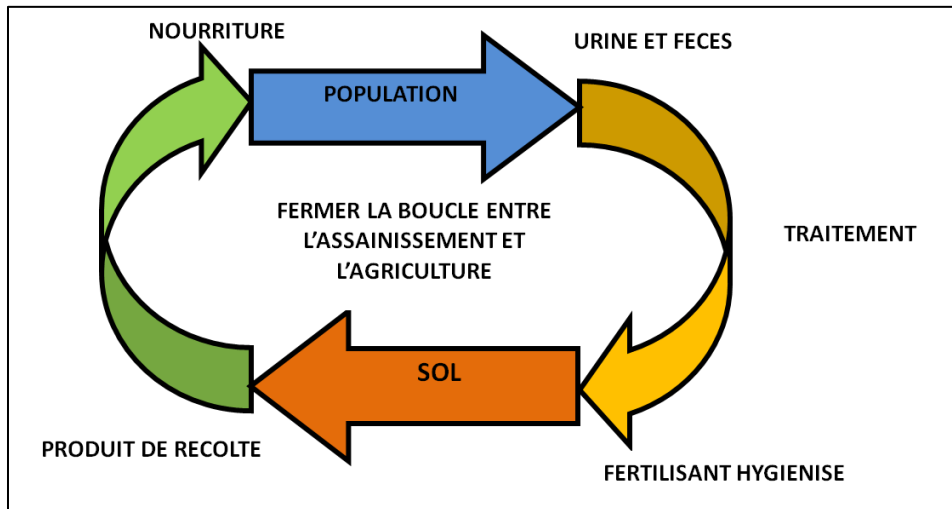 NOURRITURE
URINE ET FECES
POPULATION
FERMER LA BOUCLE ENTRE
L'ASSAINISSEMENT ET
L'AGRICULTURE
TRAITEMENT
SOL
PRODUIT DE RECOLTE
FERTILISANT HYGIENISE